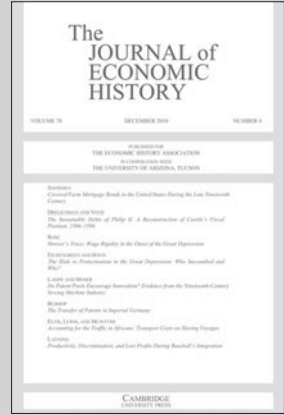 The
JOURNAL of
ECONOMIC
HISTORY
VOLUME 70 DECEMBER 2010 NUMBER 4
PUBLISHED FOR
THE ECONOMIC HISTORY ASSOCIATION
IN COOPERATION WITH
THE UNIVERSITY OF ARIZONA, TUCSON
SNOWDEN
Covered Farm Mortgage Bonds in the United States During the Late Nineteenth
Century
DRELICHMAN AND VOTH
The Sustainable Debts of Philip II: A Reconstruction of Castile's Fiscal
Position, 1566–1596
ROSE
Hoover's Truce: Wage Rigidity in the Onset of the Great Depression
EICHENGREEN AND IRWIN
The Slide to Protectionism in the Great Depression: Who Succumbed and
Why?
LAMPE AND MOSER
Do Patent Pools Encourage Innovation? Evidence from the Nineteenth-Century
Sewing Machine Industry
BURHOP
The Transfer of Patents in Imperial Germany
ELTIS, LEWIS, AND MCINTYRE
Accounting for the Traffic in Africans: Transport Costs on Slaving Voyages
LANNING
Productivity, Discrimination, and Lost Profits During Baseball's Integration
CAMBRIDGE
UNIVERSITY PRESS